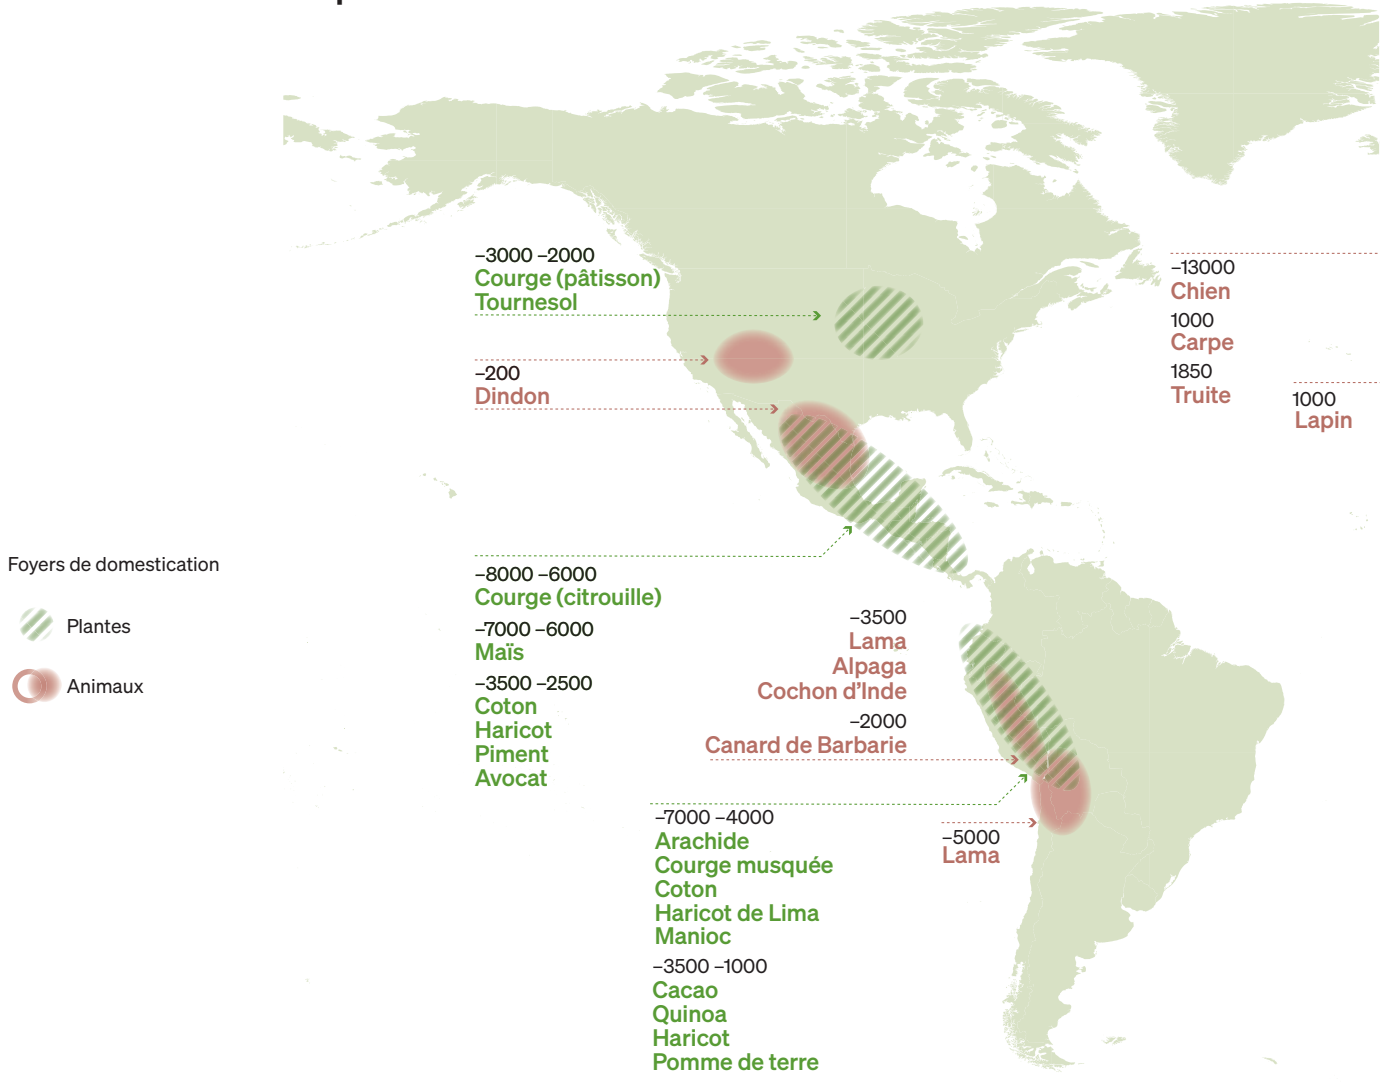 –3000 –2000
Courge (pâtisson)
Tournesol
–200
Dindon
–13000
Chien
1000
Carpe
1850
Truite
1000
Lapin
Foyers de domestication
Plantes
Animaux
–8000 –6000
Courge (citrouille)
–7000 –6000
Maïs
–3500 –2500
Coton
Haricot
Piment
Avocat
–3500
Lama
Alpaga
Cochon d’Inde
–2000
Canard de Barbarie
–7000 –4000
Arachide
Courge musquée
Coton
Haricot de Lima
Manioc
–3500 –1000
Cacao
Quinoa
Haricot
Pomme de terre
–5000
Lama